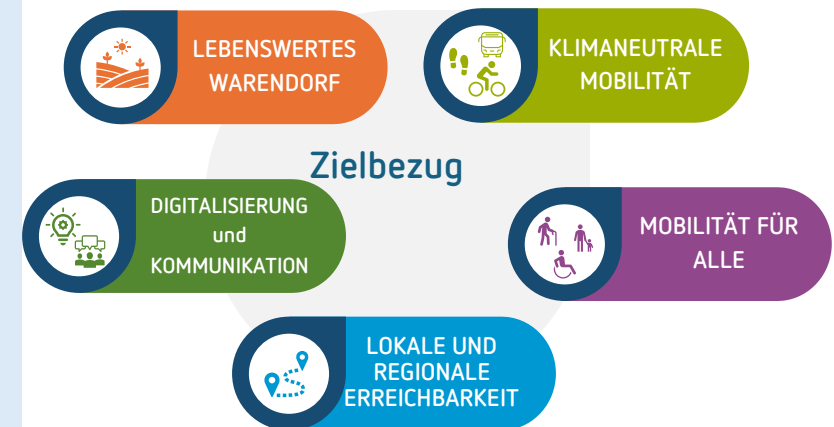 LEBENSWERTES
WARENDORF
KLIMANEUTRALE
MOBILITÄT
Zielbezug
DIGITALISIERUNG
und
KOMMUNIKATION
MOBILITÄT FÜR
ALLE
LOKALE UND
REGIONALE
ERREICHBARKEIT